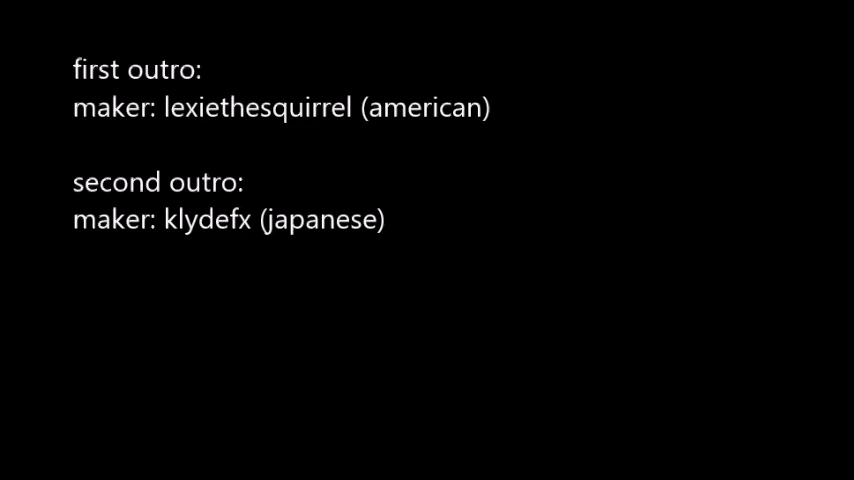 first outro:
maker: lexiethesquirrel (american)
second outro:
maker: klydefx (japanese)